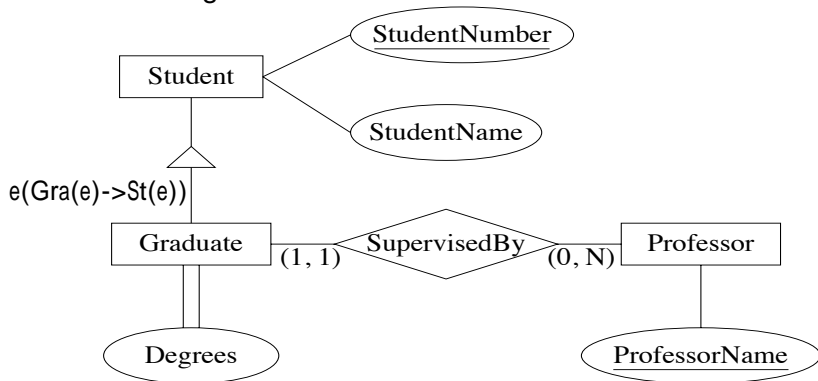 StudentNumber
Student
StudentName
e(Gra(e)->St(e))
Graduate
(1, 1)
SupervisedBy
(0, N)
Professor
Degrees
ProfessorName